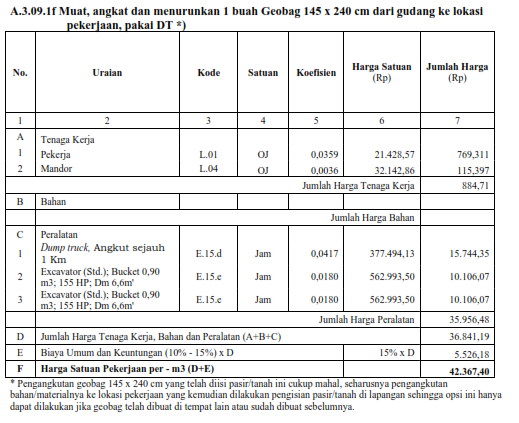 A.3.09.1f Muat, angkat dan menurunkan 1 buah Geobag 145 x 240 cm dari gudang ke lokasi
pekerjaan, pakai DT *)
No. Uraian Kode Satuan Koefisien Harga Satuan (Rp) Jumlah Harga (Rp)
1 2 3 4 5 6 7
A Tenaga Kerja
1 Pekerja L.01 OJ 0,0359 21.428,57 769,311
2 Mandor L.04 OJ 0,0036 32.142,86 115,397
Jumlah Harga Tenaga Kerja 884,71
B Bahan
Jumlah Harga Bahan
C Peralatan
1 Dump truck, Angkut sejauh 1 Km E.15.d Jam 0,0417 377.494,13 15.744,35
2 Excavator (Std.); Bucket 0,90 m3; 155 HP; Dm 6,6m' E.15.e Jam 0,0180 562.993,50 10.106,07
3 Excavator (Std.); Bucket 0,90 m3; 155 HP; Dm 6,6m' E.15.e Jam 0,0180 562.993,50 10.106,07
Jumlah Harga Peralatan 35.956,48
D Jumlah Harga Tenaga Kerja, Bahan dan Peralatan (A+B+C) 36.841,19
E Biaya Umum dan Keuntungan (10% - 15%) x D 15% x D 5.526,18
F Harga Satuan Pekerjaan per - m3 (D+E) 42.367,40
* Pengangkutan geobag 145 x 240 cm yang telah diisi pasir/tanah ini cukup mahal, seharusnya pengangkutan
bahan/materialnya ke lokasi pekerjaan yang kemudian dilakukan pengisian pasir/tanah di lapangan sehingga opsi ini hanya
dapat dilakukan jika geobag telah dibuat di tempat lain atau sudah dibuat sebelumnya.